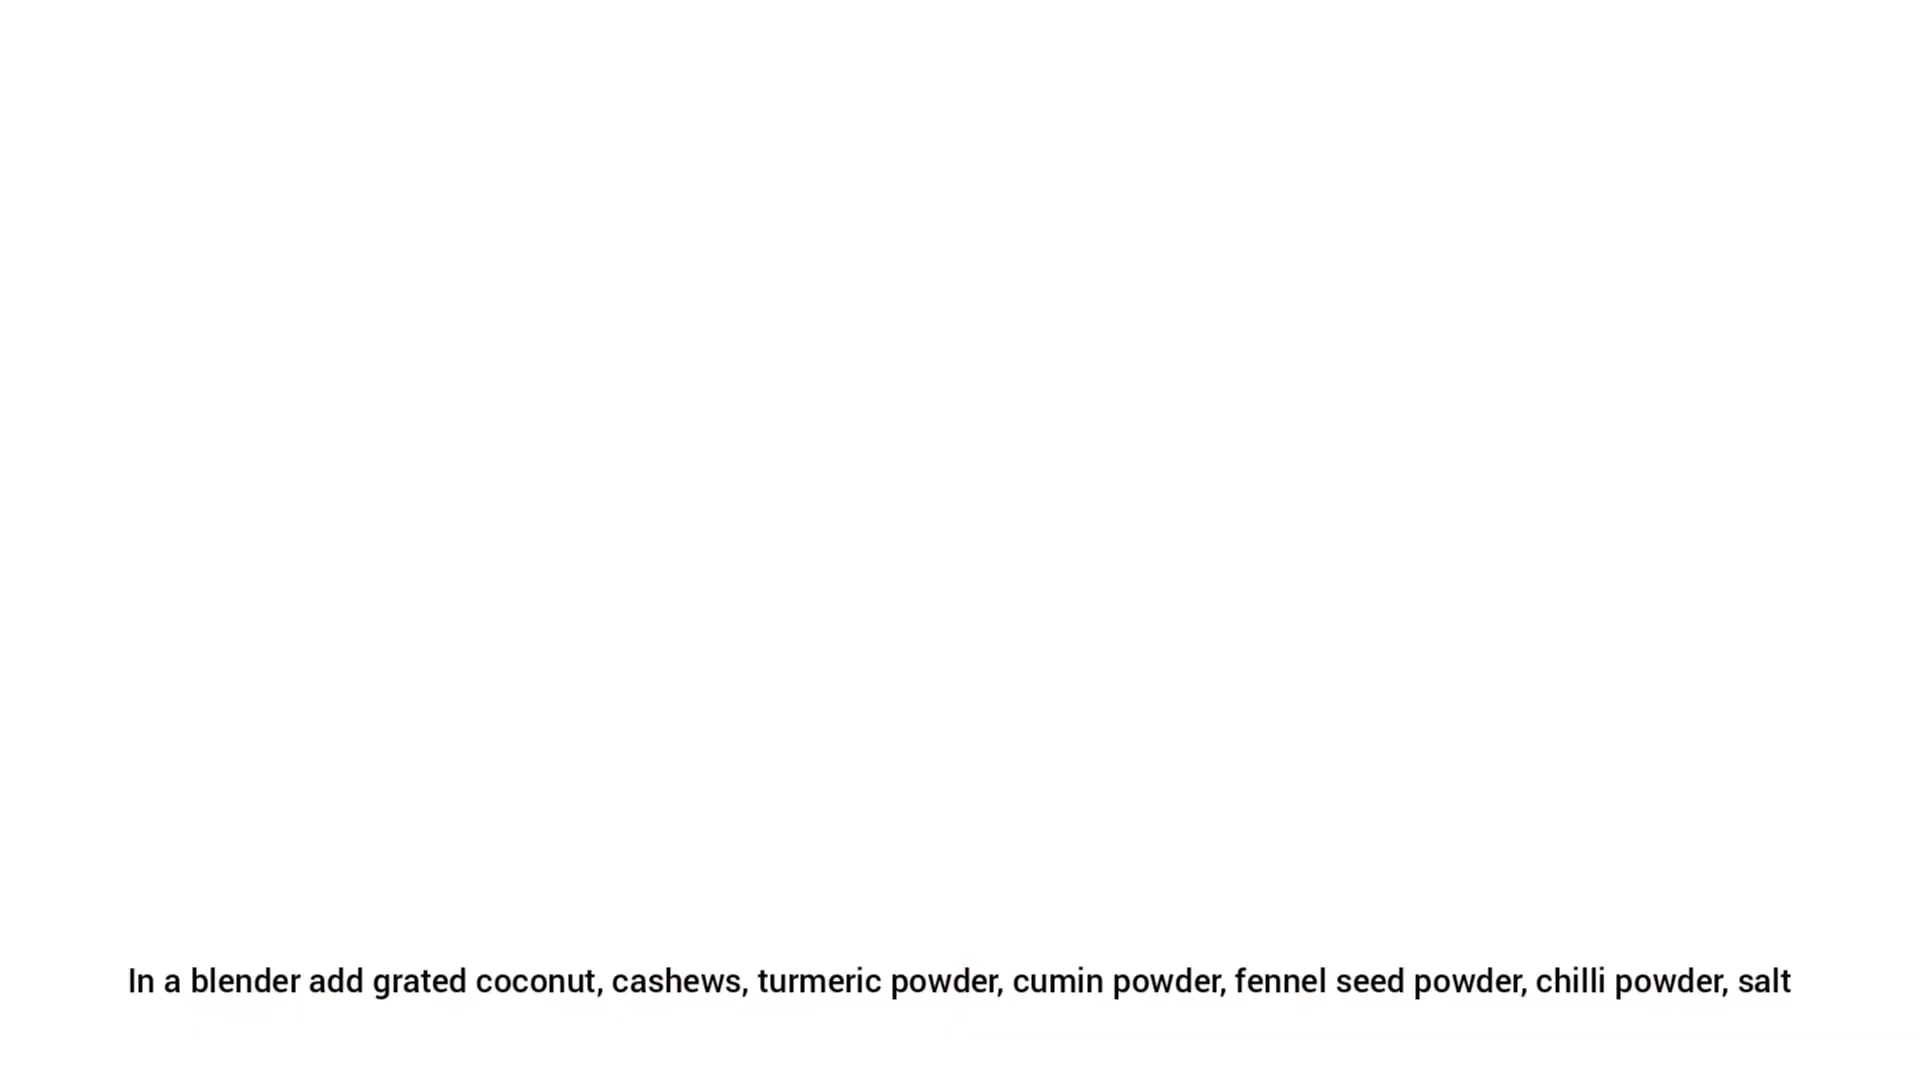 In a blender add grated coconut, cashews, turmeric powder, cumin powder, fennel seed powder, chilli powder, salt